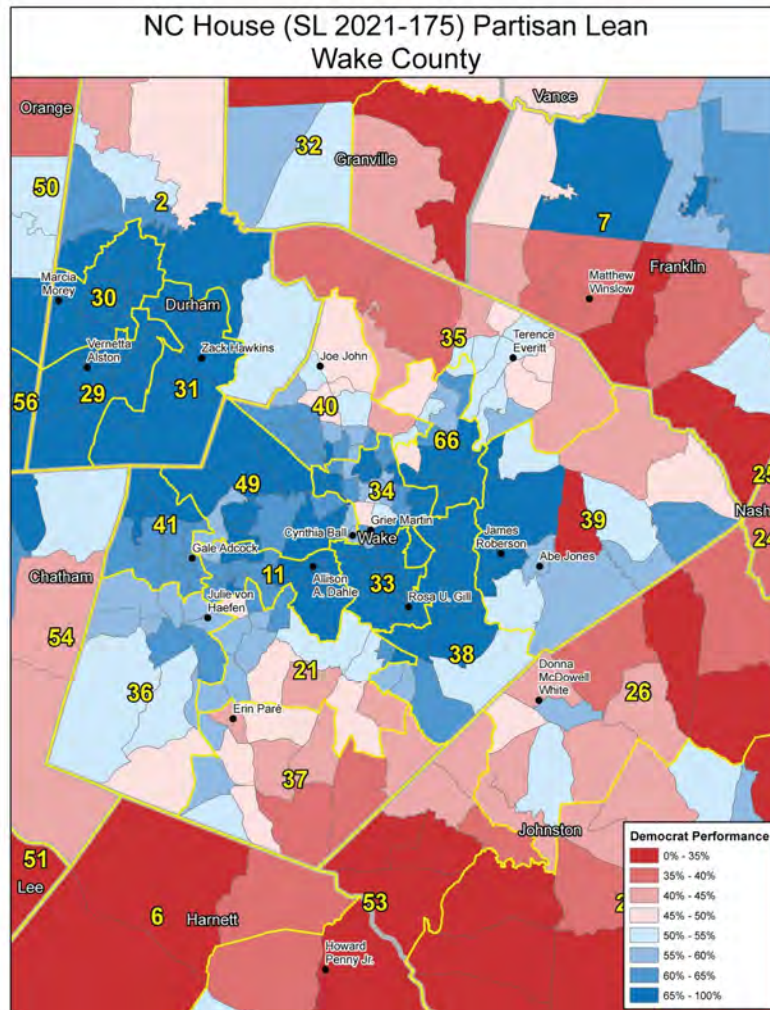 NC House (SL 2021-175) Partisan Lean
Wake County
Orange
Vance
32
Granville
50
2
7
Marcia
Morey
30
Durham
Franklin
Matthew
Winslow
Vernetta
Alston
Zack Hawkins
Joe John
35
Terence
Everitt
56
29
31
40
66
25
49
34
Nash
41
Cynthia Ball
Grier Martin
Wake
James
Roberson
39
24
Gale Adcock
Abe Jones
Chatham
11
Allison
A. Dahle
33
Rosa U. Gill
Julie von
Haefen
54
38
36
21
Donna
McDowell
White
26
Erin Paré
37
Johnston
51
Lee
6
Harnett
53
2
Howard
Penny Jr.
Democrat Performance
0% - 35%
35% - 40%
40% - 45%
45% - 50%
50% - 55%
55% - 60%
60% - 65%
65% - 100%